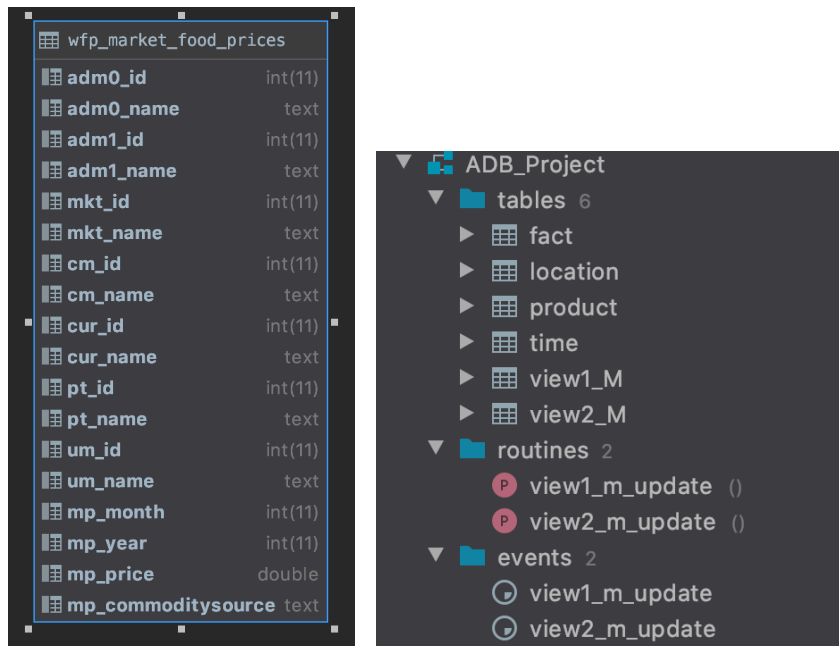 wfp_market_food_prices
adm0_id int(11)
adm0_name text
adm1_id int(11)
adm1_name text
mkt_id int(11)
mkt_name text
cm_id int(11)
cm_name text
cur_id int(11)
cur_name text
pt_id int(11)
pt_name text
um_id int(11)
um_name text
mp_month int(11)
mp_year int(11)
mp_price double
mp_commoditysource text
ADB_Project
tables 6
fact
location
product
time
view1_M
view2_M
routines 2
P view1_m_update ()
P view2_m_update ()
events 2
view1_m_update
view2_m_update